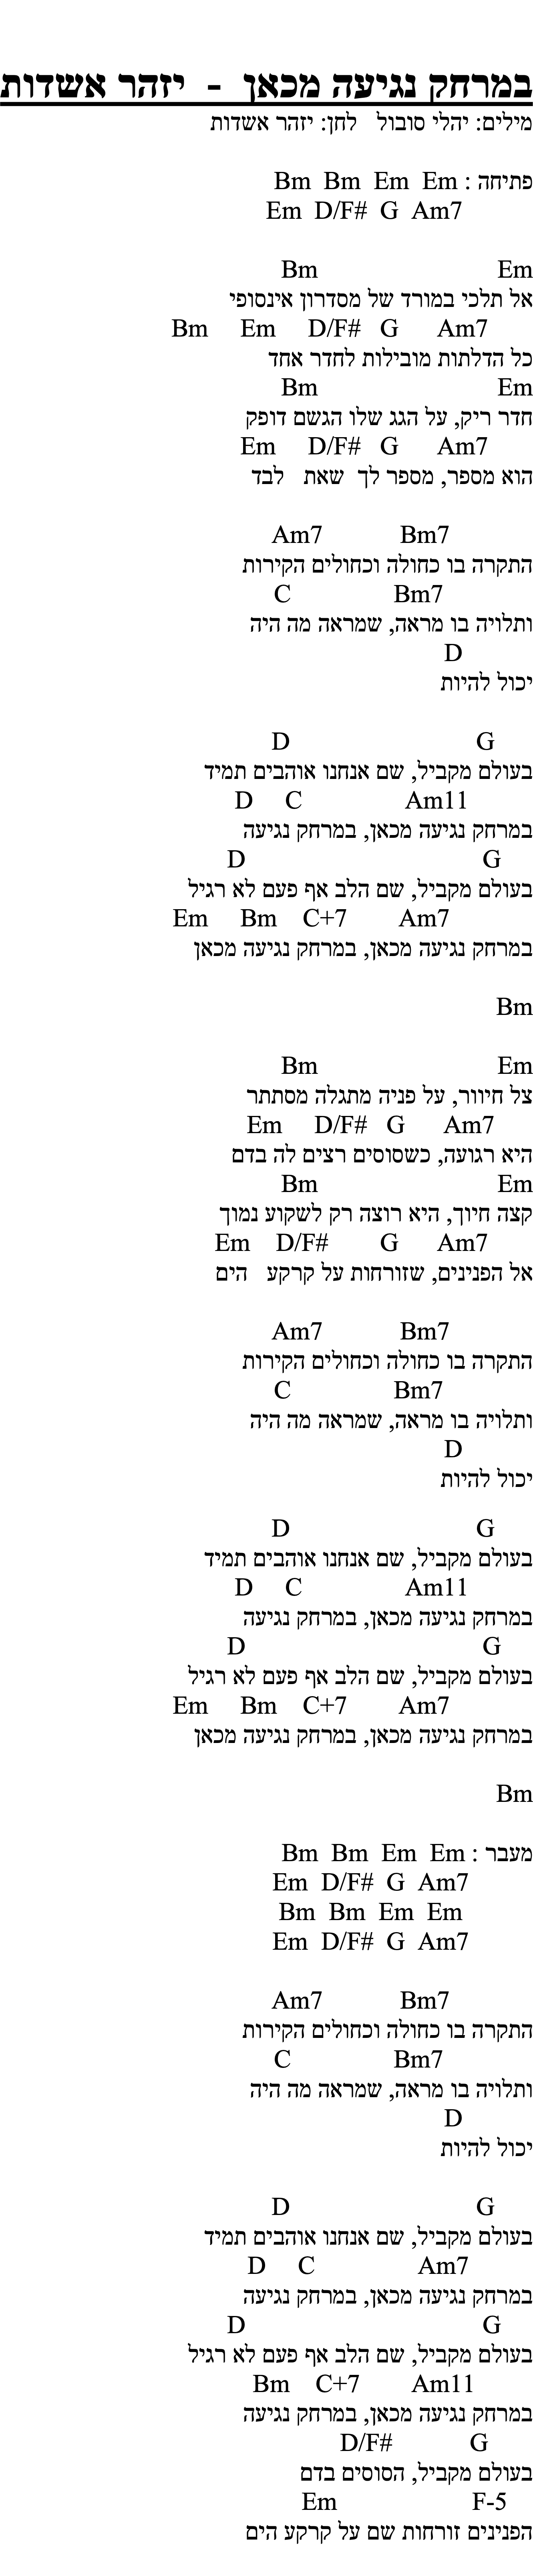 במרחק נגיעה מכאן - יזהר אשדות
מילים: יהלי סובול   לחן: יזהר אשדות
פתיחה : Bm  Bm  Em  Em
Em  D/F#  G  Am7
Bm Em
אל תלכי במורד של מסדרון אינסופי
Bm Em D/F# G Am7
כל הדלתות מובילות לחדר אחד
Bm Em
חדר ריק, על הגג שלו הגשם דופק
Em D/F# G Am7
הוא מספר, מספר לך שאת לבד
Am7 Bm7
התקרה בו כחולה וכחולים הקירות
C Bm7
ותלויה בו מראה, שמראה מה היה
D
יכול להיות
D G
בעולם מקביל, שם אנחנו אוהבים תמיד
D C Am11
במרחק נגיעה מכאן, במרחק נגיעה
D G
בעולם מקביל, שם הלב אף פעם לא רגיל
Em Bm C+7 Am7
במרחק נגיעה מכאן, במרחק נגיעה מכאן
Bm
Bm Em
צל חיוור, על פניה מתגלה מסתתר
Em D/F# G Am7
היא רגועה, כשסוסים רצים לה בדם
Bm Em
קצה חיוך, היא רוצה רק לשקוע נמוך
Em D/F# G Am7
אל הפנינים, שזורחות על קרקע הים
Am7 Bm7
התקרה בו כחולה וכחולים הקירות
C Bm7
ותלויה בו מראה, שמראה מה היה
D
יכול להיות
D G
בעולם מקביל, שם אנחנו אוהבים תמיד
D C Am11
במרחק נגיעה מכאן, במרחק נגיעה
D G
בעולם מקביל, שם הלב אף פעם לא רגיל
Em Bm C+7 Am7
במרחק נגיעה מכאן, במרחק נגיעה מכאן
Bm
מעבר : Bm  Bm  Em  Em
Em  D/F#  G  Am7
Bm  Bm  Em  Em
Em  D/F#  G  Am7
Am7 Bm7
התקרה בו כחולה וכחולים הקירות
C Bm7
ותלויה בו מראה, שמראה מה היה
D
יכול להיות
D G
בעולם מקביל, שם אנחנו אוהבים תמיד
D C Am7
במרחק נגיעה מכאן, במרחק נגיעה
D G
בעולם מקביל, שם הלב אף פעם לא רגיל
Bm C+7 Am11
במרחק נגיעה מכאן, במרחק נגיעה
D/F# G
בעולם מקביל, הסוסים בדם
Em F-5
הפנינים זורחות שם על קרקע הים